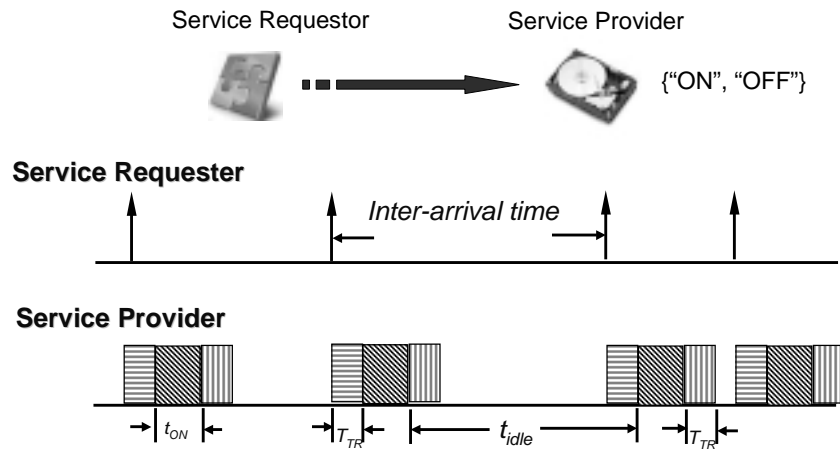 Service Requestor Service Provider
{“ON”, “OFF”}
Service Requester
Inter-arrival time
Service Provider
tON TTR tidle TTR